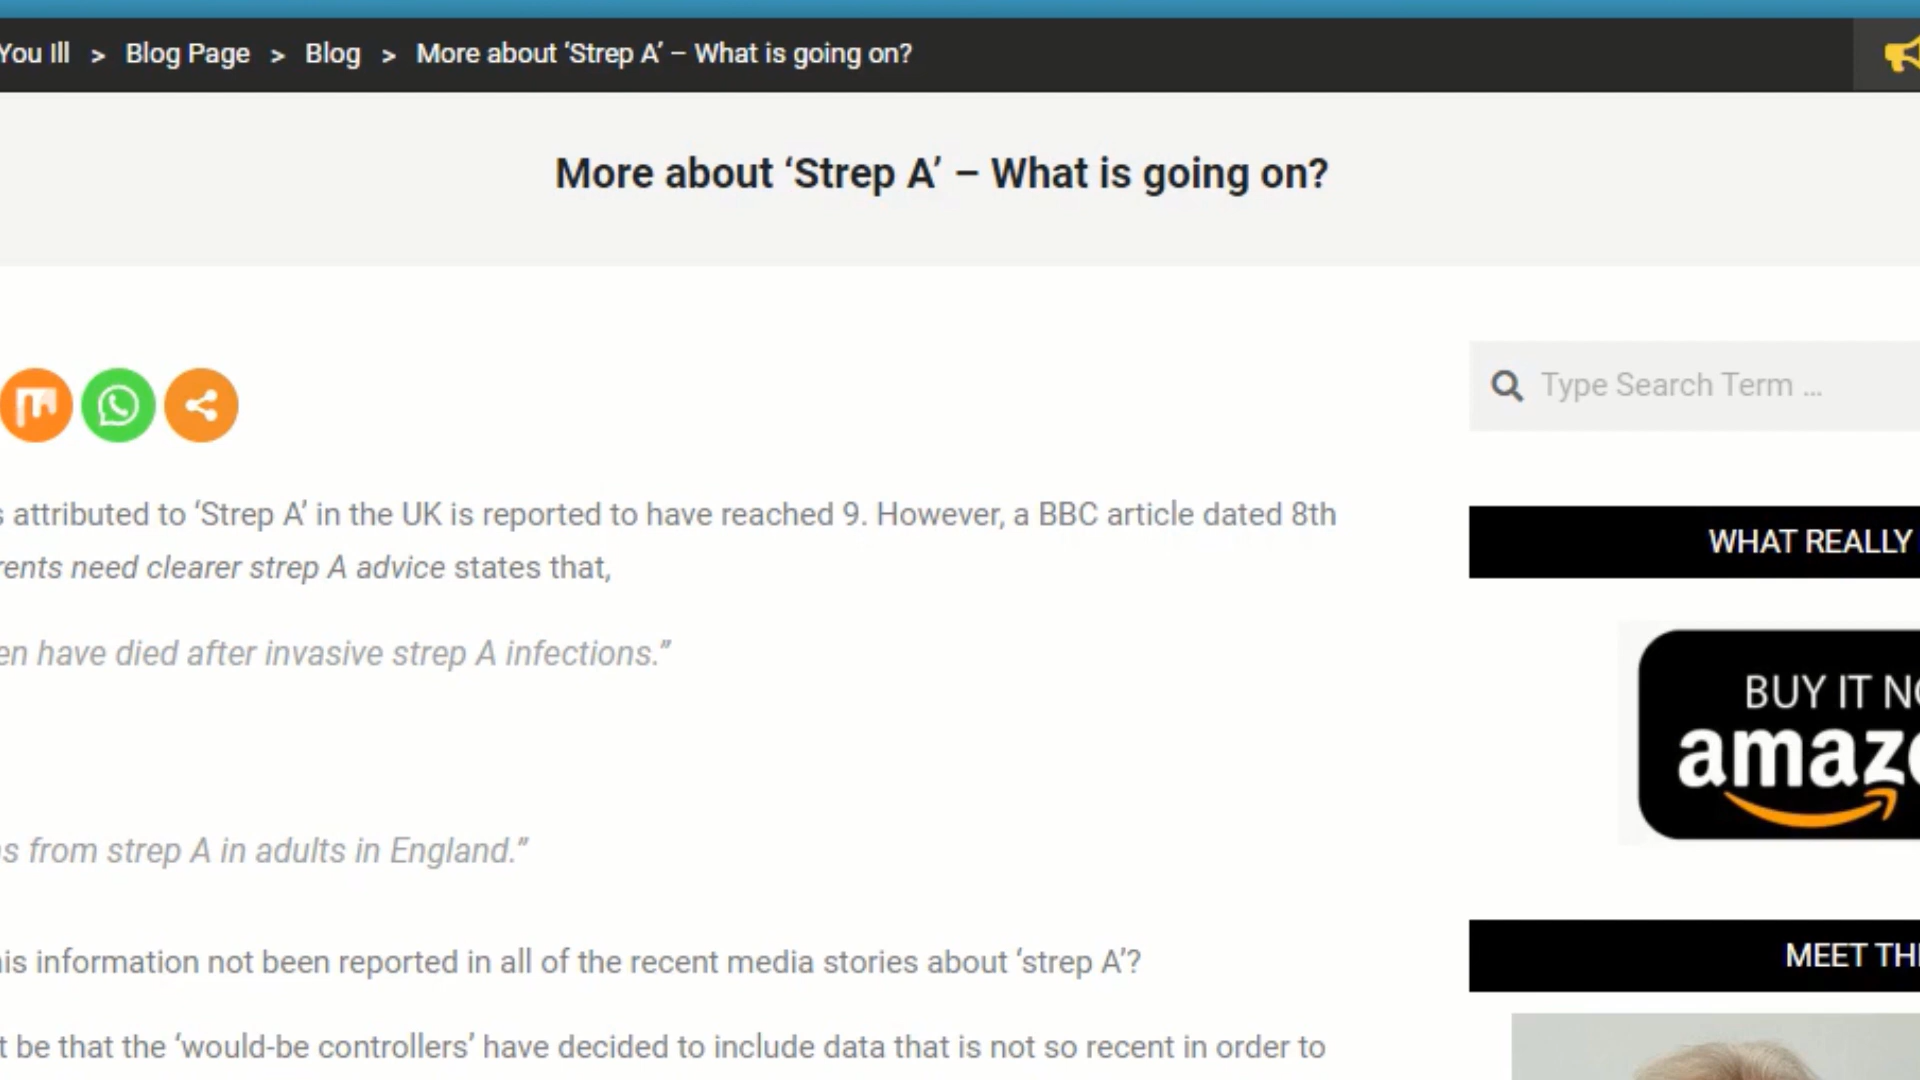 You Ill > Blog Page > Blog > More about ‘Strep A’ – What is going on?
More about ‘Strep A’ – What is going on?
Type Search Term ...
attributed to ‘Strep A’ in the UK is reported to have reached 9. However, a BBC article dated 8th
rents need clearer strep A advice states that,
WHAT REALLY
en have died after invasive strep A infections.”
BUY IT NO
amazo
s from strep A in adults in England.”
his information not been reported in all of the recent media stories about ‘strep A’?
MEET TH
t be that the ‘would-be controllers’ have decided to include data that is not so recent in order to